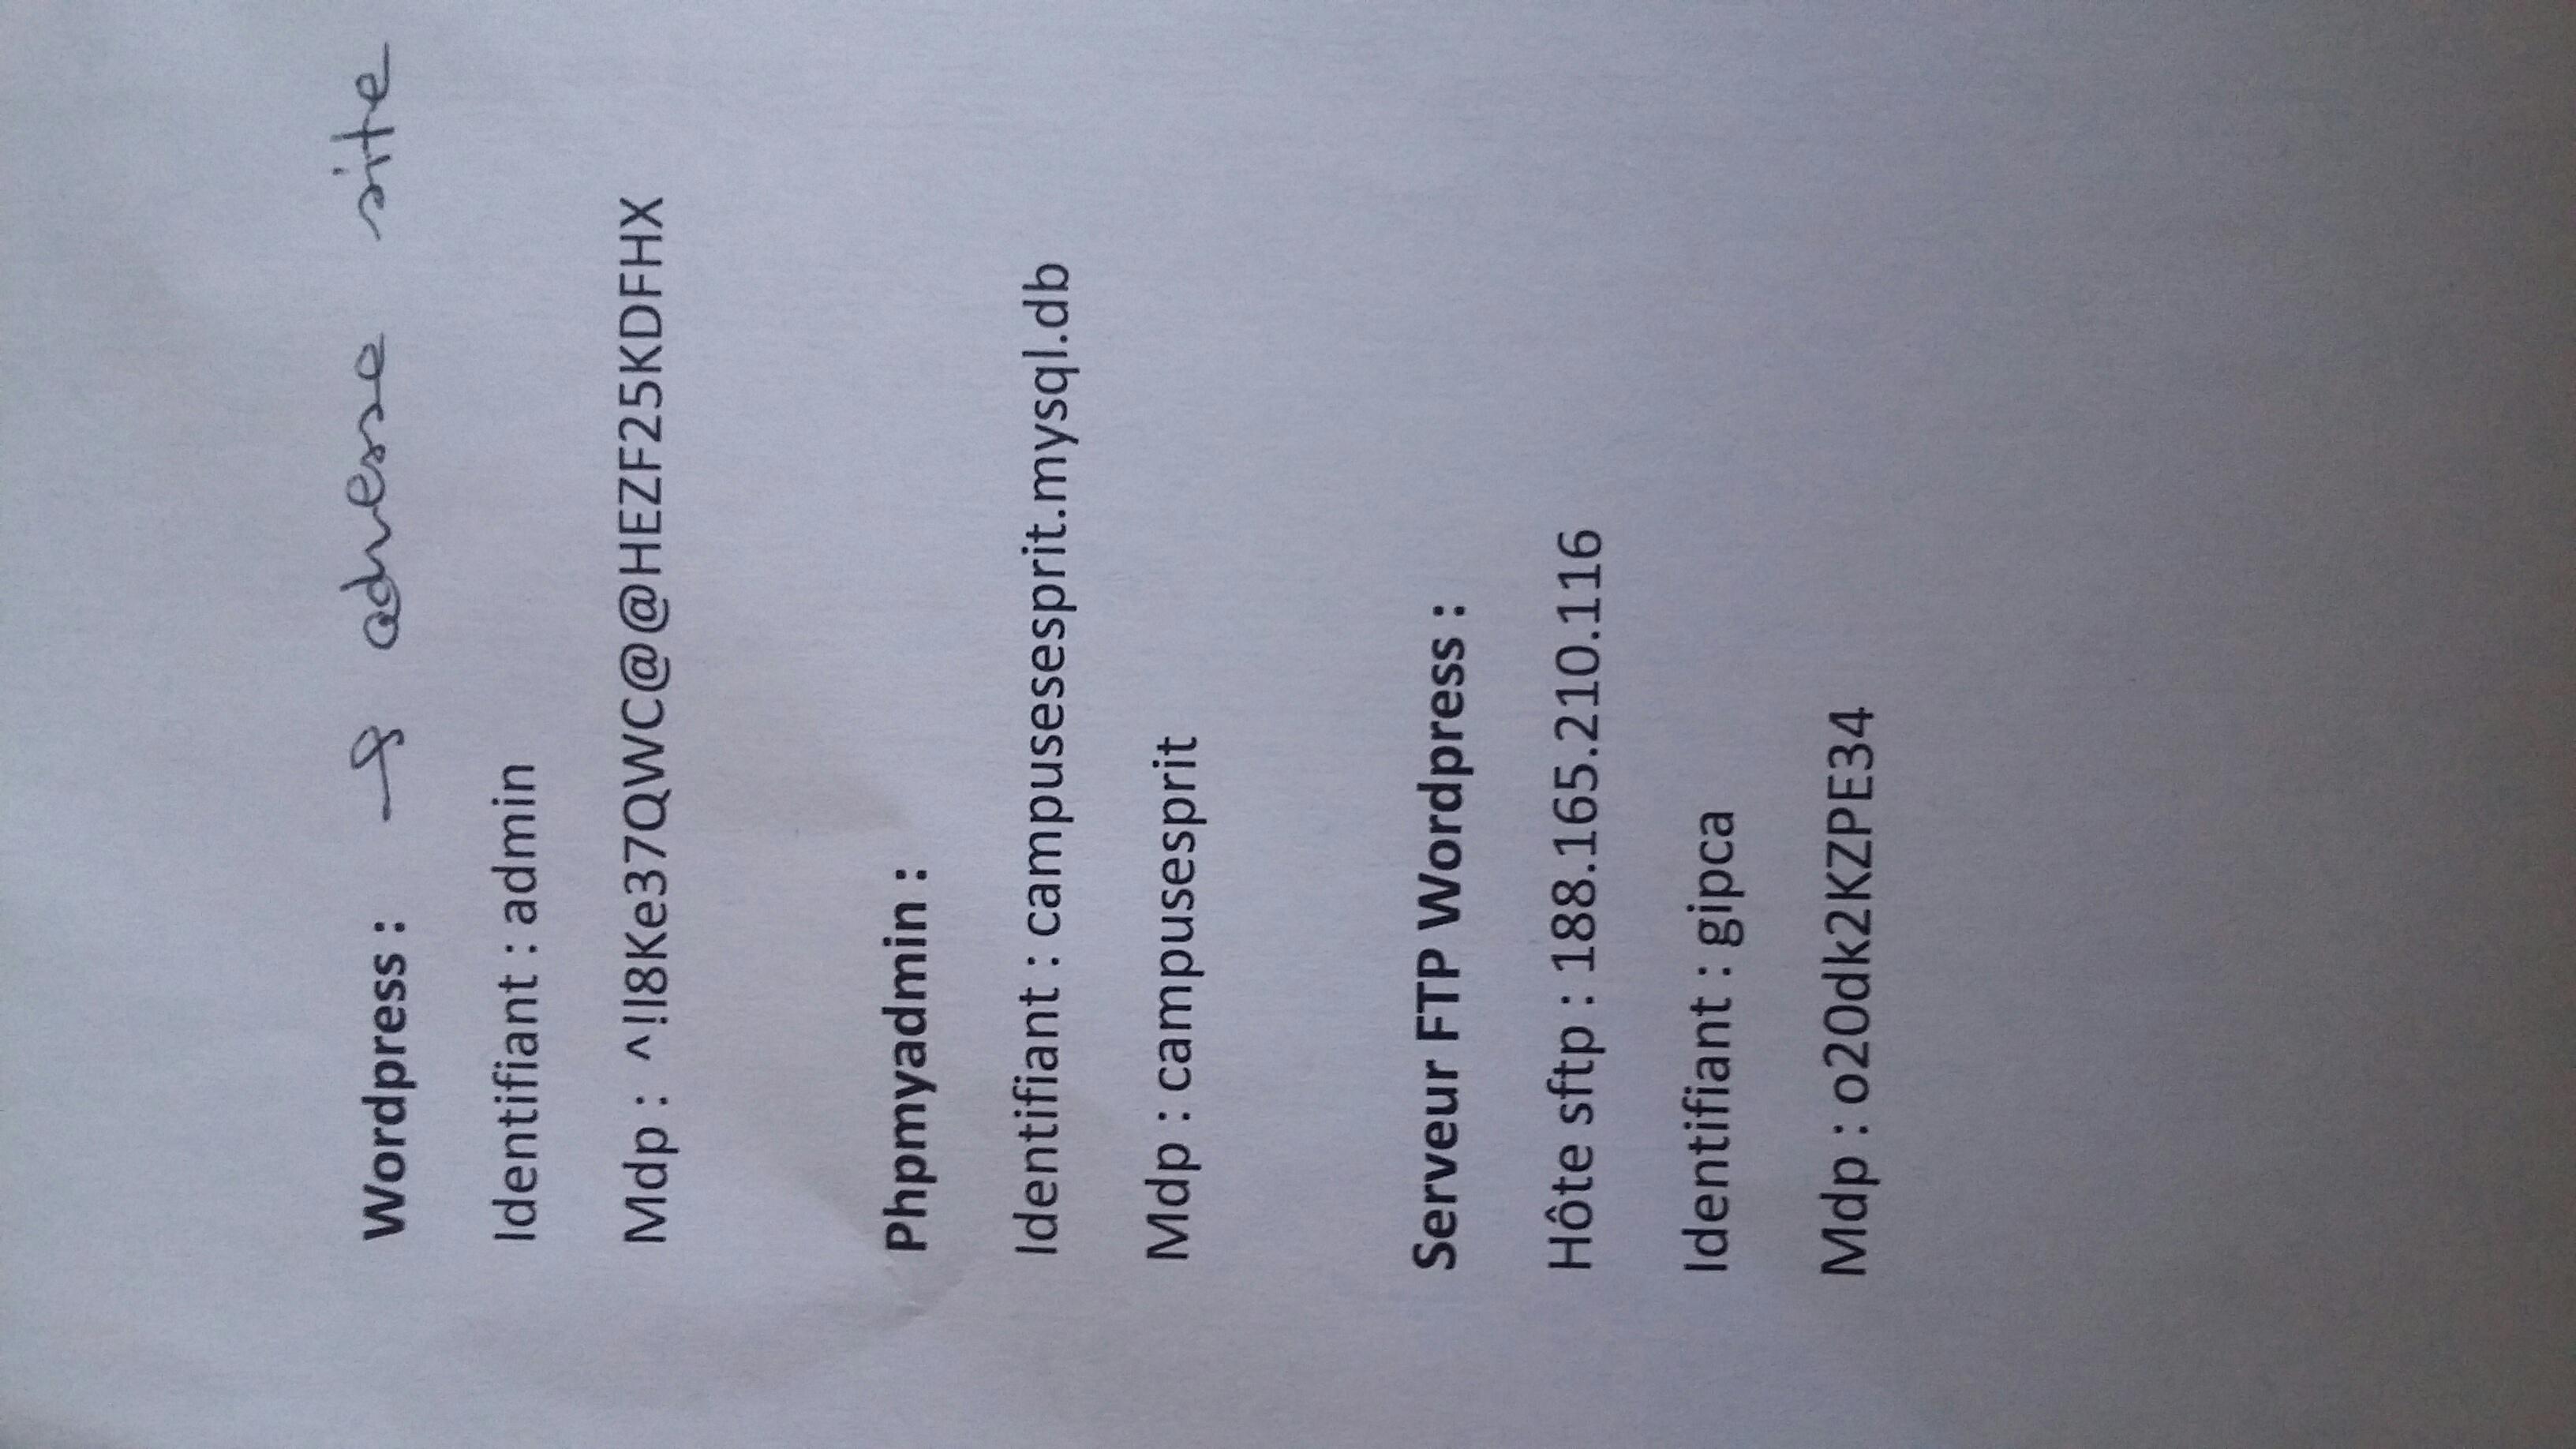 Wordpress : → adresse site
Identifiant : admin
Mdp : ^!l8Ke37QWC@@HEZF25KDFHX
Phpmyadmin :
Identifiant : campusesesprit.mysql.db
Mdp : campusesprit
Serveur FTP Wordpress :
Hôte sftp : 188.165.210.116
Identifiant : gipca
Mdp : o20dk2KZPE34